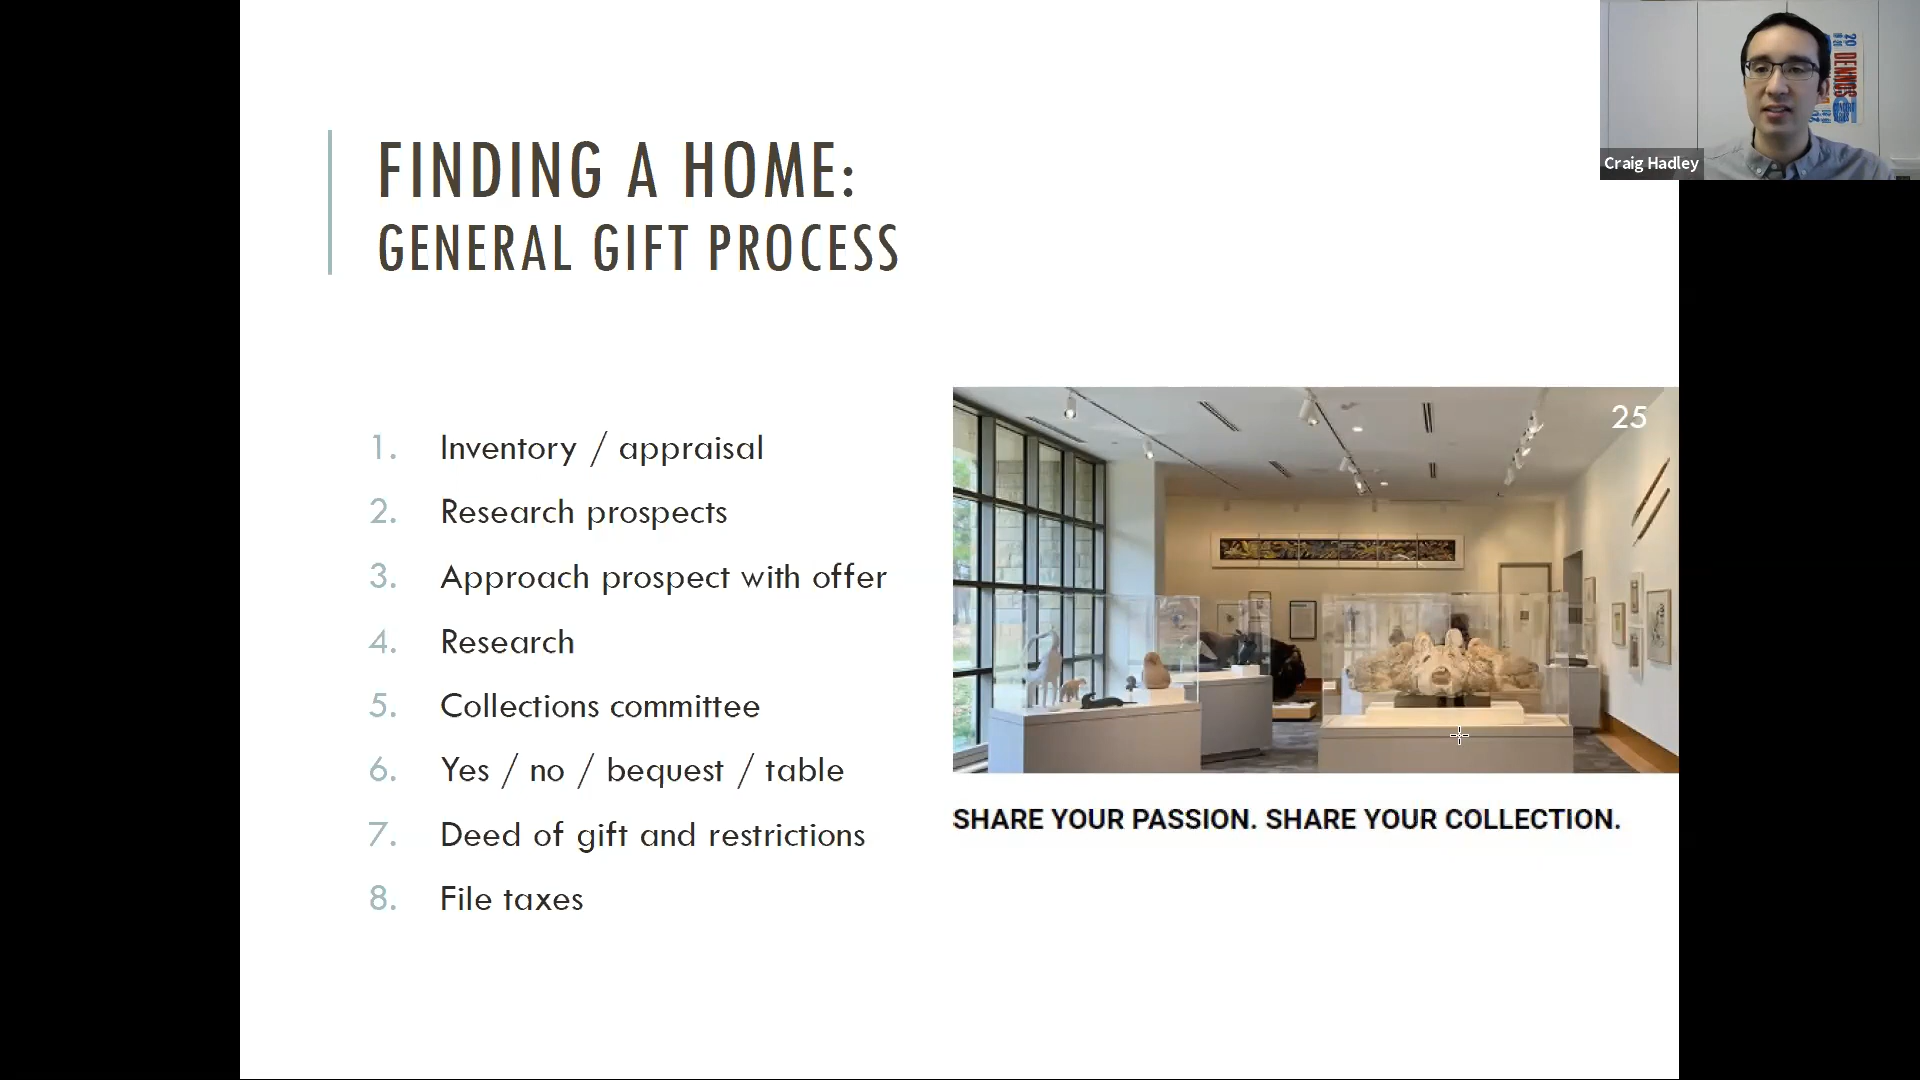 FINDING A HOME:
GENERAL GIFT PROCESS
1. Inventory / appraisal
2. Research prospects
3. Approach prospect with offer
4. Research
5. Collections committee
6. Yes / no / bequest / table
7. Deed of gift and restrictions
8. File taxes
25
SHARE YOUR PASSION. SHARE YOUR COLLECTION.
20
DENNOS
Craig Hadley